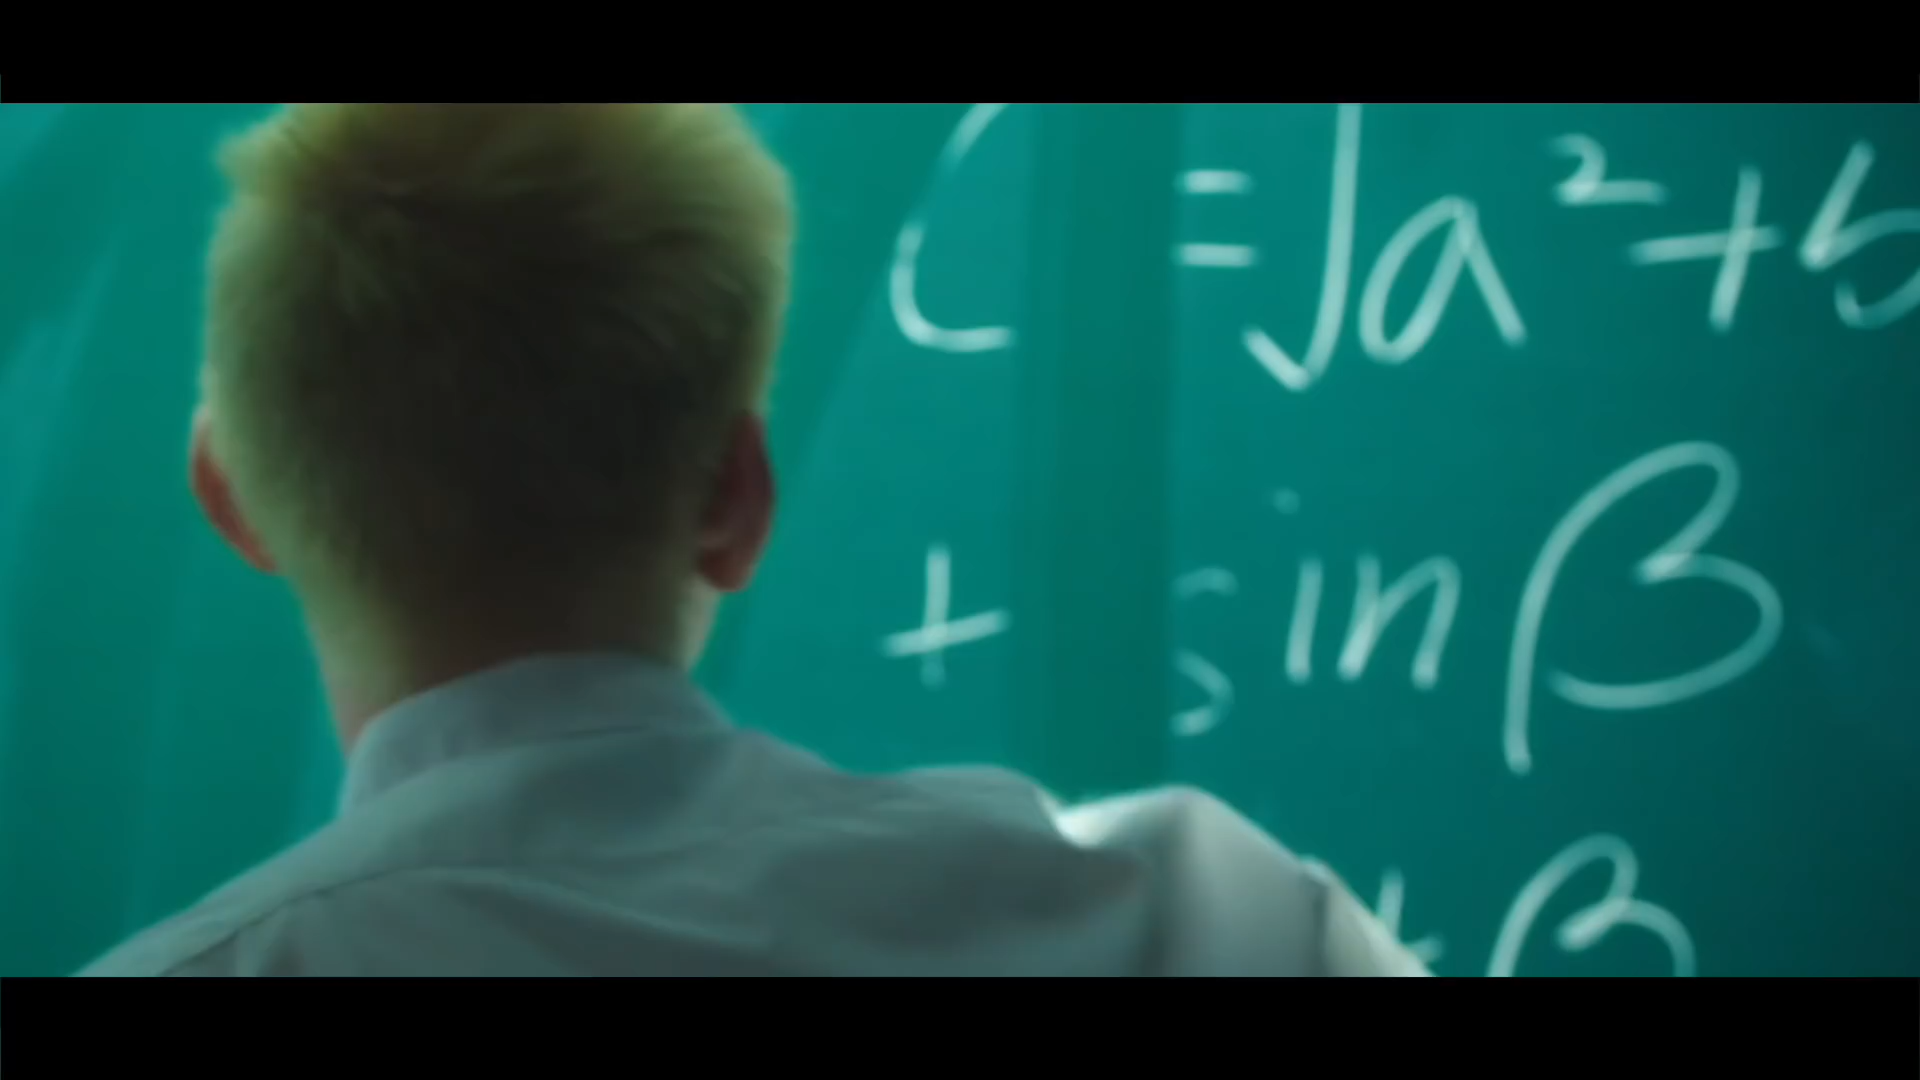 C = √a²+b
+ sin β
+ β